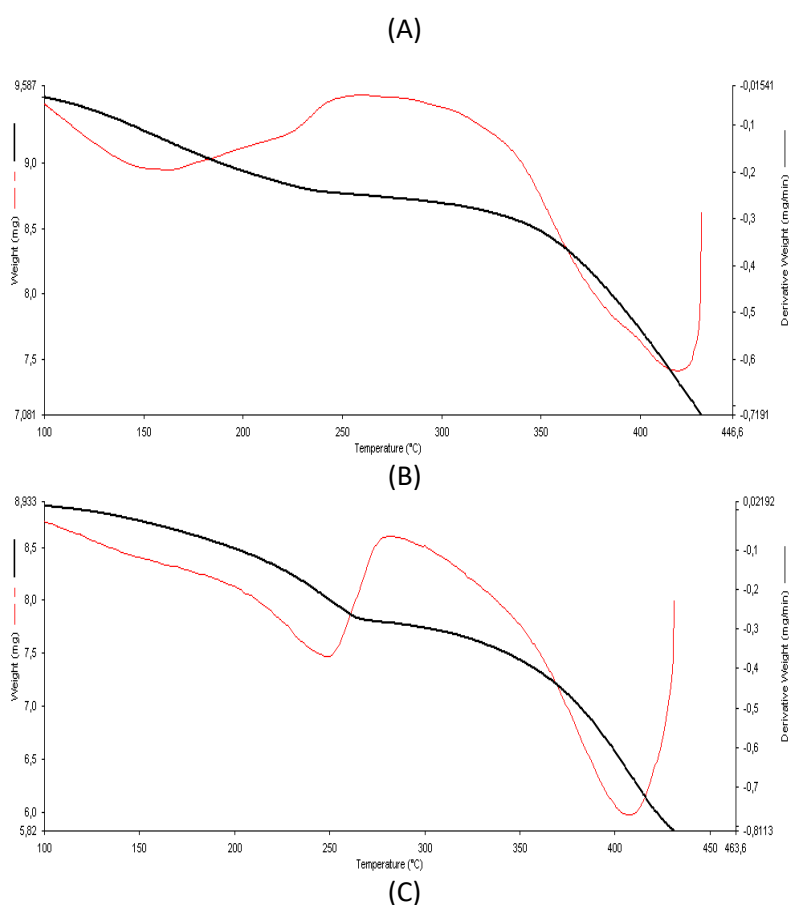 (A)
9,587
9,0
8,5
8,0
7,5
7,081
Weight (mg)
-0,01541
-0,1
-0,2
-0,3
-0,4
-0,5
-0,6
-0,7191
Derivative Weight (mg/min)
100 150 200 250 300 350 400 446,6
Temperature (°C)
(B)
8,933
8,5
8,0
7,5
7,0
6,5
6,0
5,82
Weight (mg)
0,02192
-0,1
-0,2
-0,3
-0,4
-0,5
-0,6
-0,7
-0,8113
Derivative Weight (mg/min)
100 150 200 250 300 350 400 450 463,6
Temperature (°C)
(C)